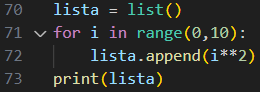 70 lista = list()
71 for i in range(0,10):
72     lista.append(i**2)
73 print(lista)